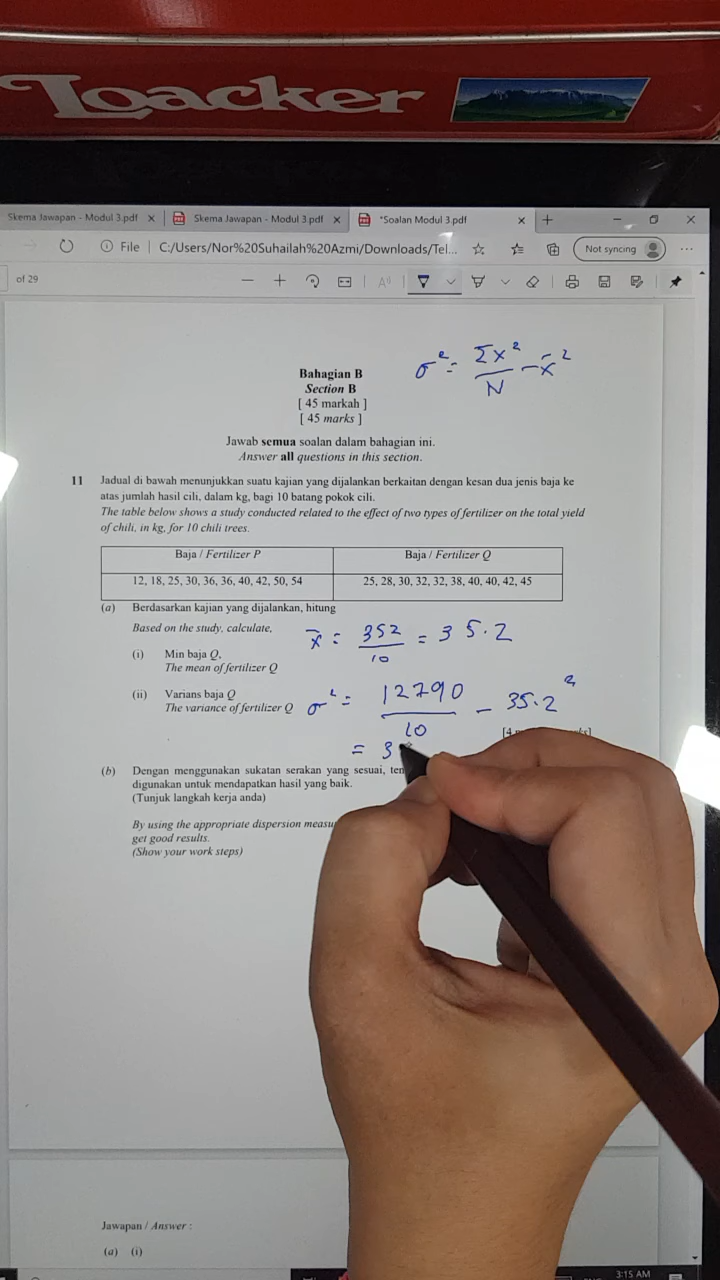 Loacker
Skema Jawapan - Modul 3.pdf Skema Jawapan - Modul 3.pdf *Soalan Modul 3.pdf
File C:/Users/Nor%20Suhailah%20Azmi/Downloads/Tel... Not syncing
of 29
σ² = Σx²/N - x̄²
Bahagian B
Section B
[ 45 markah ]
[ 45 marks ]
Jawab semua soalan dalam bahagian ini.
Answer all questions in this section.
11 Jadual di bawah menunjukkan suatu kajian yang dijalankan berkaitan dengan kesan dua jenis baja ke
atas jumlah hasil cili, dalam kg, bagi 10 batang pokok cili.
The table below shows a study conducted related to the effect of two types of fertilizer on the total yield
of chili, in kg, for 10 chili trees.
Baja / Fertilizer P Baja / Fertilizer Q
12, 18, 25, 30, 36, 36, 40, 42, 50, 54 25, 28, 30, 32, 32, 38, 40, 40, 42, 45
(a) Berdasarkan kajian yang dijalankan, hitung
Based on the study, calculate,
x̄ = 352/10 = 35.2
(i) Min baja Q,
The mean of fertilizer Q
(ii) Varians baja Q
The variance of fertilizer Q
σ² = 12790/10 - 35.2²
= 3
(b) Dengan menggunakan sukatan serakan yang sesuai,
digunakan untuk mendapatkan hasil yang baik.
(Tunjuk langkah kerja anda)
By using the appropriate dispersion
get good results.
(Show your work steps)
Jawapan / Answer :
(a) (i)
3:15 AM